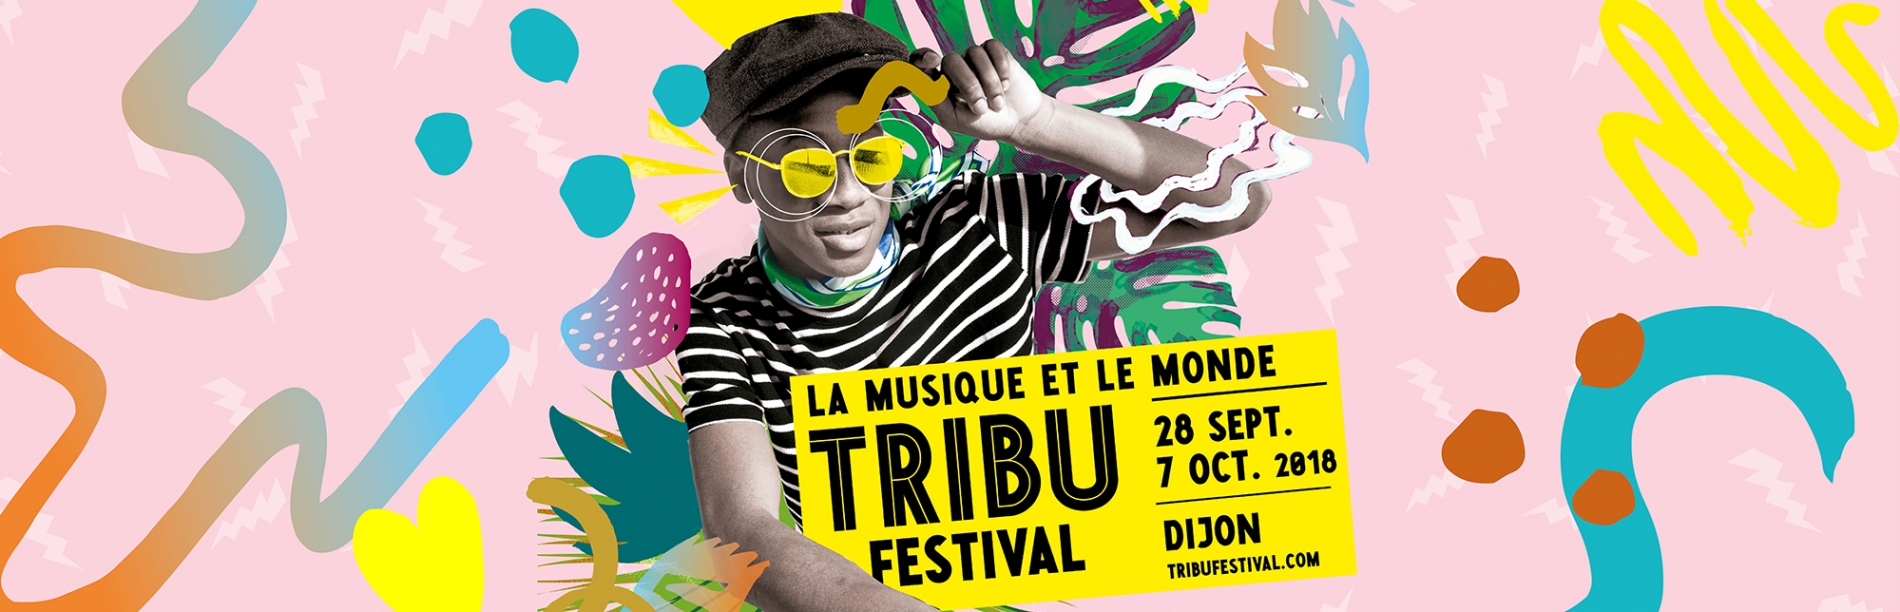 LA MUSIQUE ET LE MONDE
TRIBU
FESTIVAL
28 SEPT.
7 OCT. 2018
DIJON
TRIBUFESTIVAL.COM